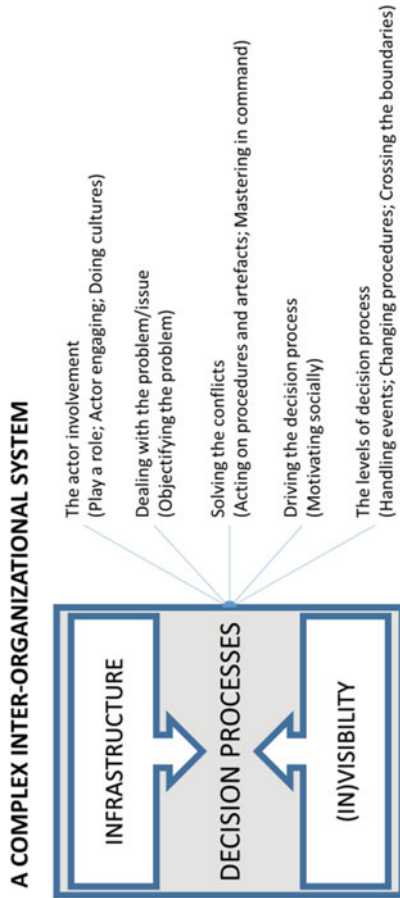 A COMPLEX INTER-ORGANIZATIONAL SYSTEM
INFRASTRUCTURE
DECISION PROCESSES
(IN)VISIBILITY
The actor involvement
(Play a role; Actor engaging; Doing cultures)
Dealing with the problem/issue
(Objectifying the problem)
Solving the conflicts
(Acting on procedures and artefacts; Mastering in command)
Driving the decision process
(Motivating socially)
The levels of decision process
(Handling events; Changing procedures; Crossing the boundaries)